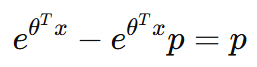 $e^{\theta^T x} - e^{\theta^T x} p = p$